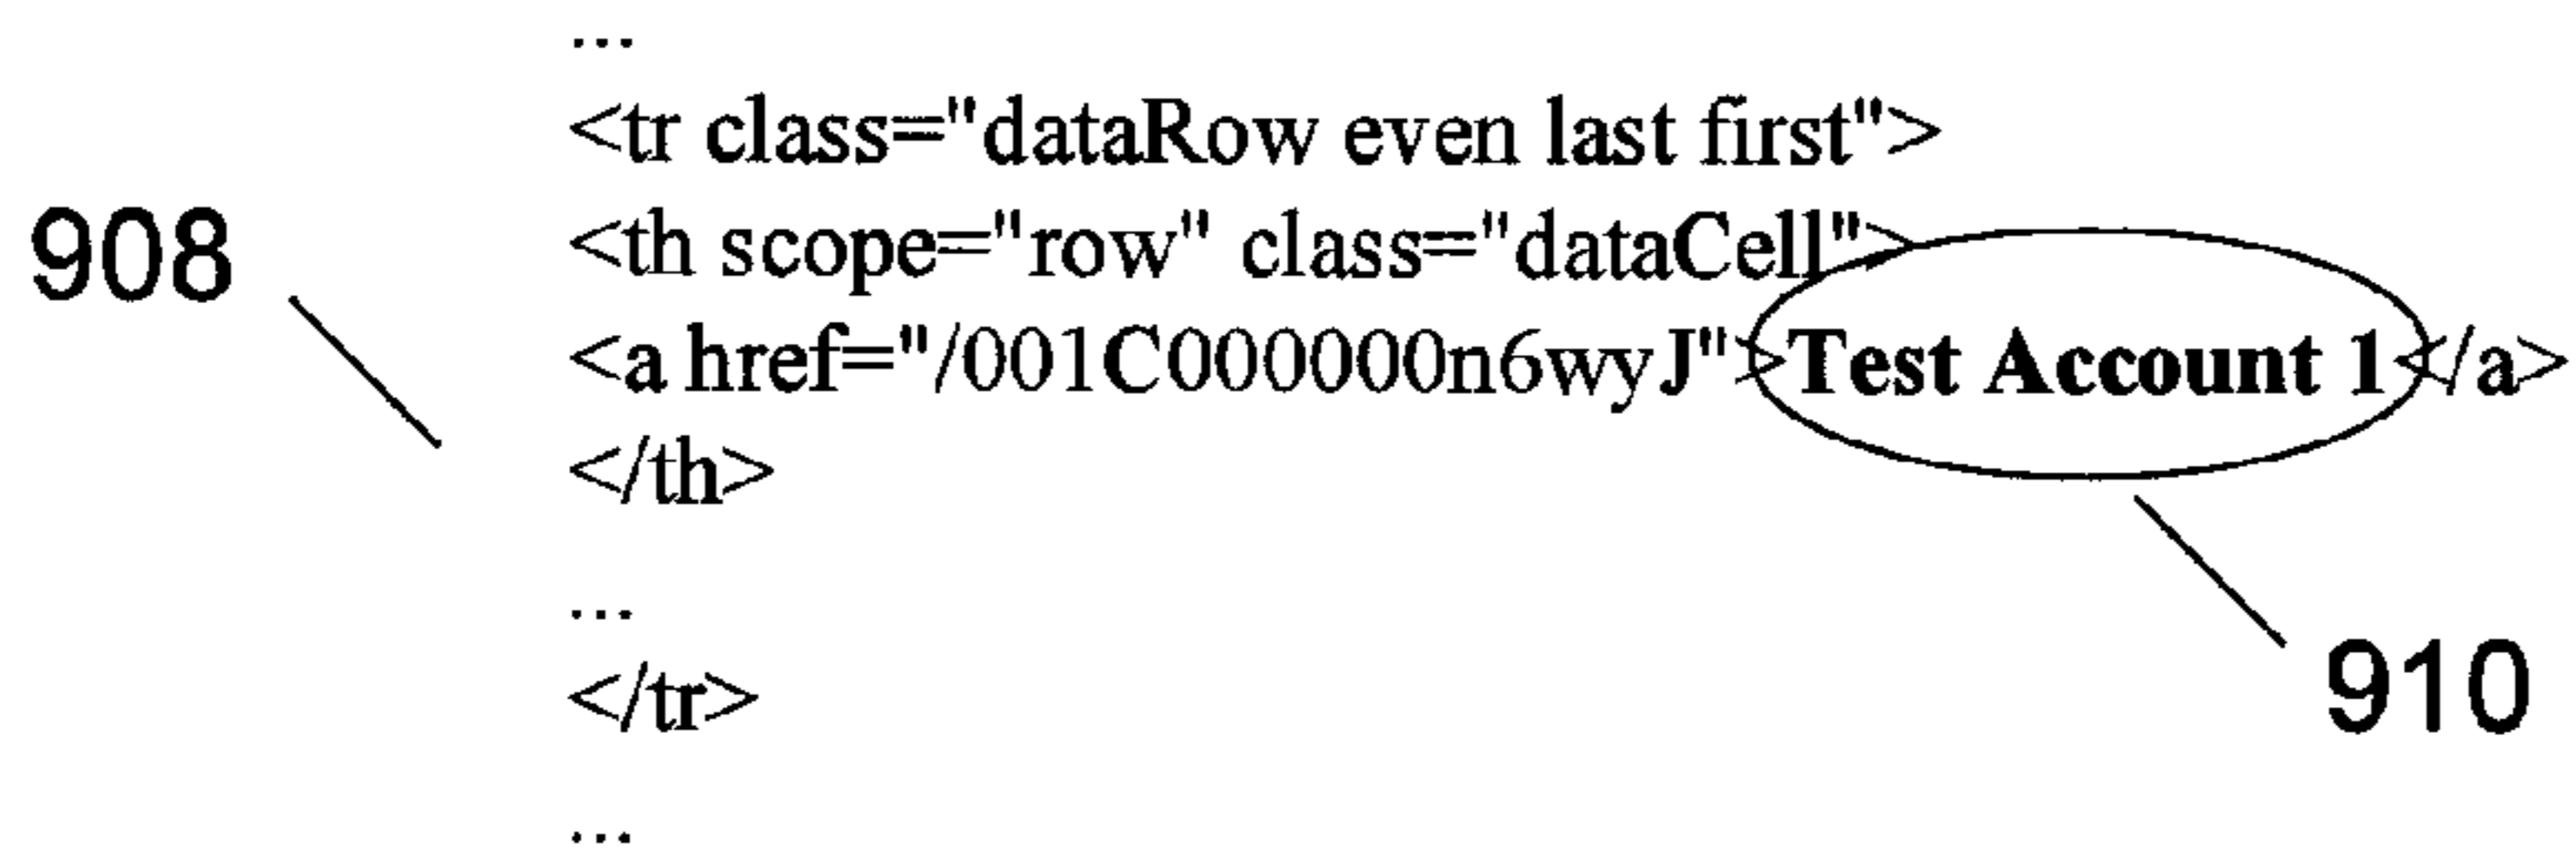 ...
<tr class="dataRow even last first">
<th scope="row" class="dataCell">
908
<a href="/001C000000n6wyJ">Test Account 1</a>
</th>
...
</tr>
910
...